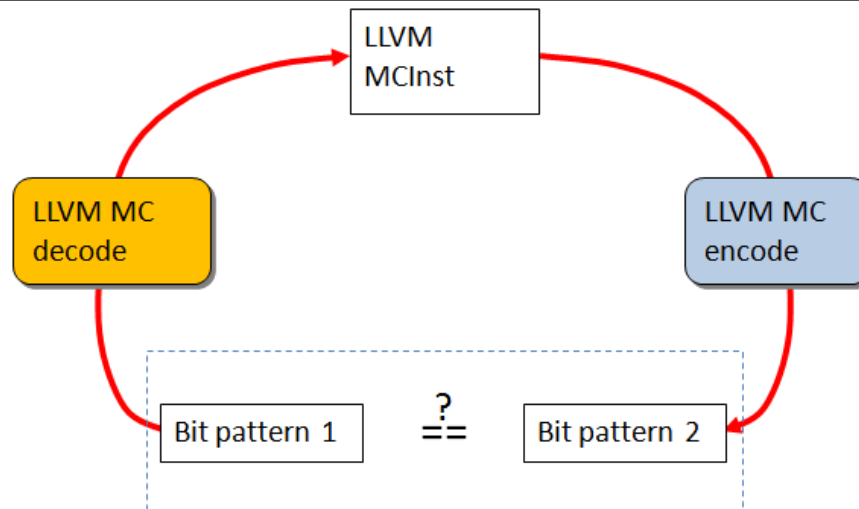 LLVM
MCInst
LLVM MC
decode
LLVM MC
encode
?
Bit pattern 1
==
Bit pattern 2